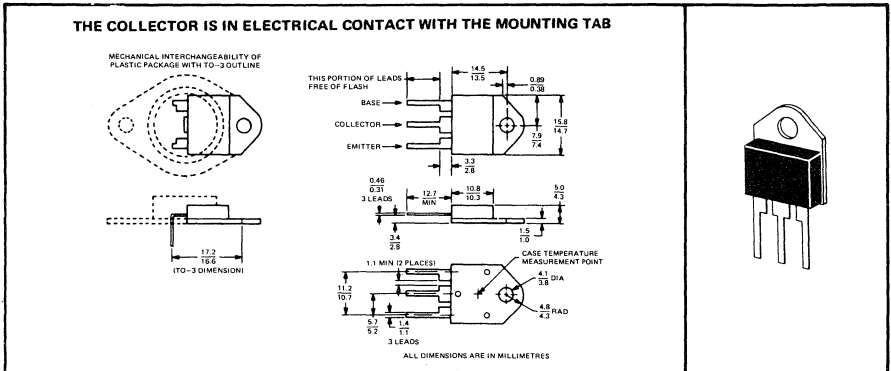 THE COLLECTOR IS IN ELECTRICAL CONTACT WITH THE MOUNTING TAB
MECHANICAL INTERCHANGEABILITY OF
PLASTIC PACKAGE WITH TO-3 OUTLINE
THIS PORTION OF LEADS
FREE OF FLASH
14.5
13.5
0.89
0.38
BASE
COLLECTOR
EMITTER
15.8
14.7
7.9
7.4
3.3
2.8
0.46
0.31
3 LEADS
12.7
MIN
10.8
10.3
5.0
4.3
3.4
2.8
1.5
1.0
17.2
16.6
(TO-3 DIMENSION)
1.1 MIN (2 PLACES)
CASE TEMPERATURE
MEASUREMENT POINT
4.1
3.8
DIA
11.2
10.7
4.8
4.3
RAD
5.7
5.2
1.4
1.1
3 LEADS
ALL DIMENSIONS ARE IN MILLIMETRES